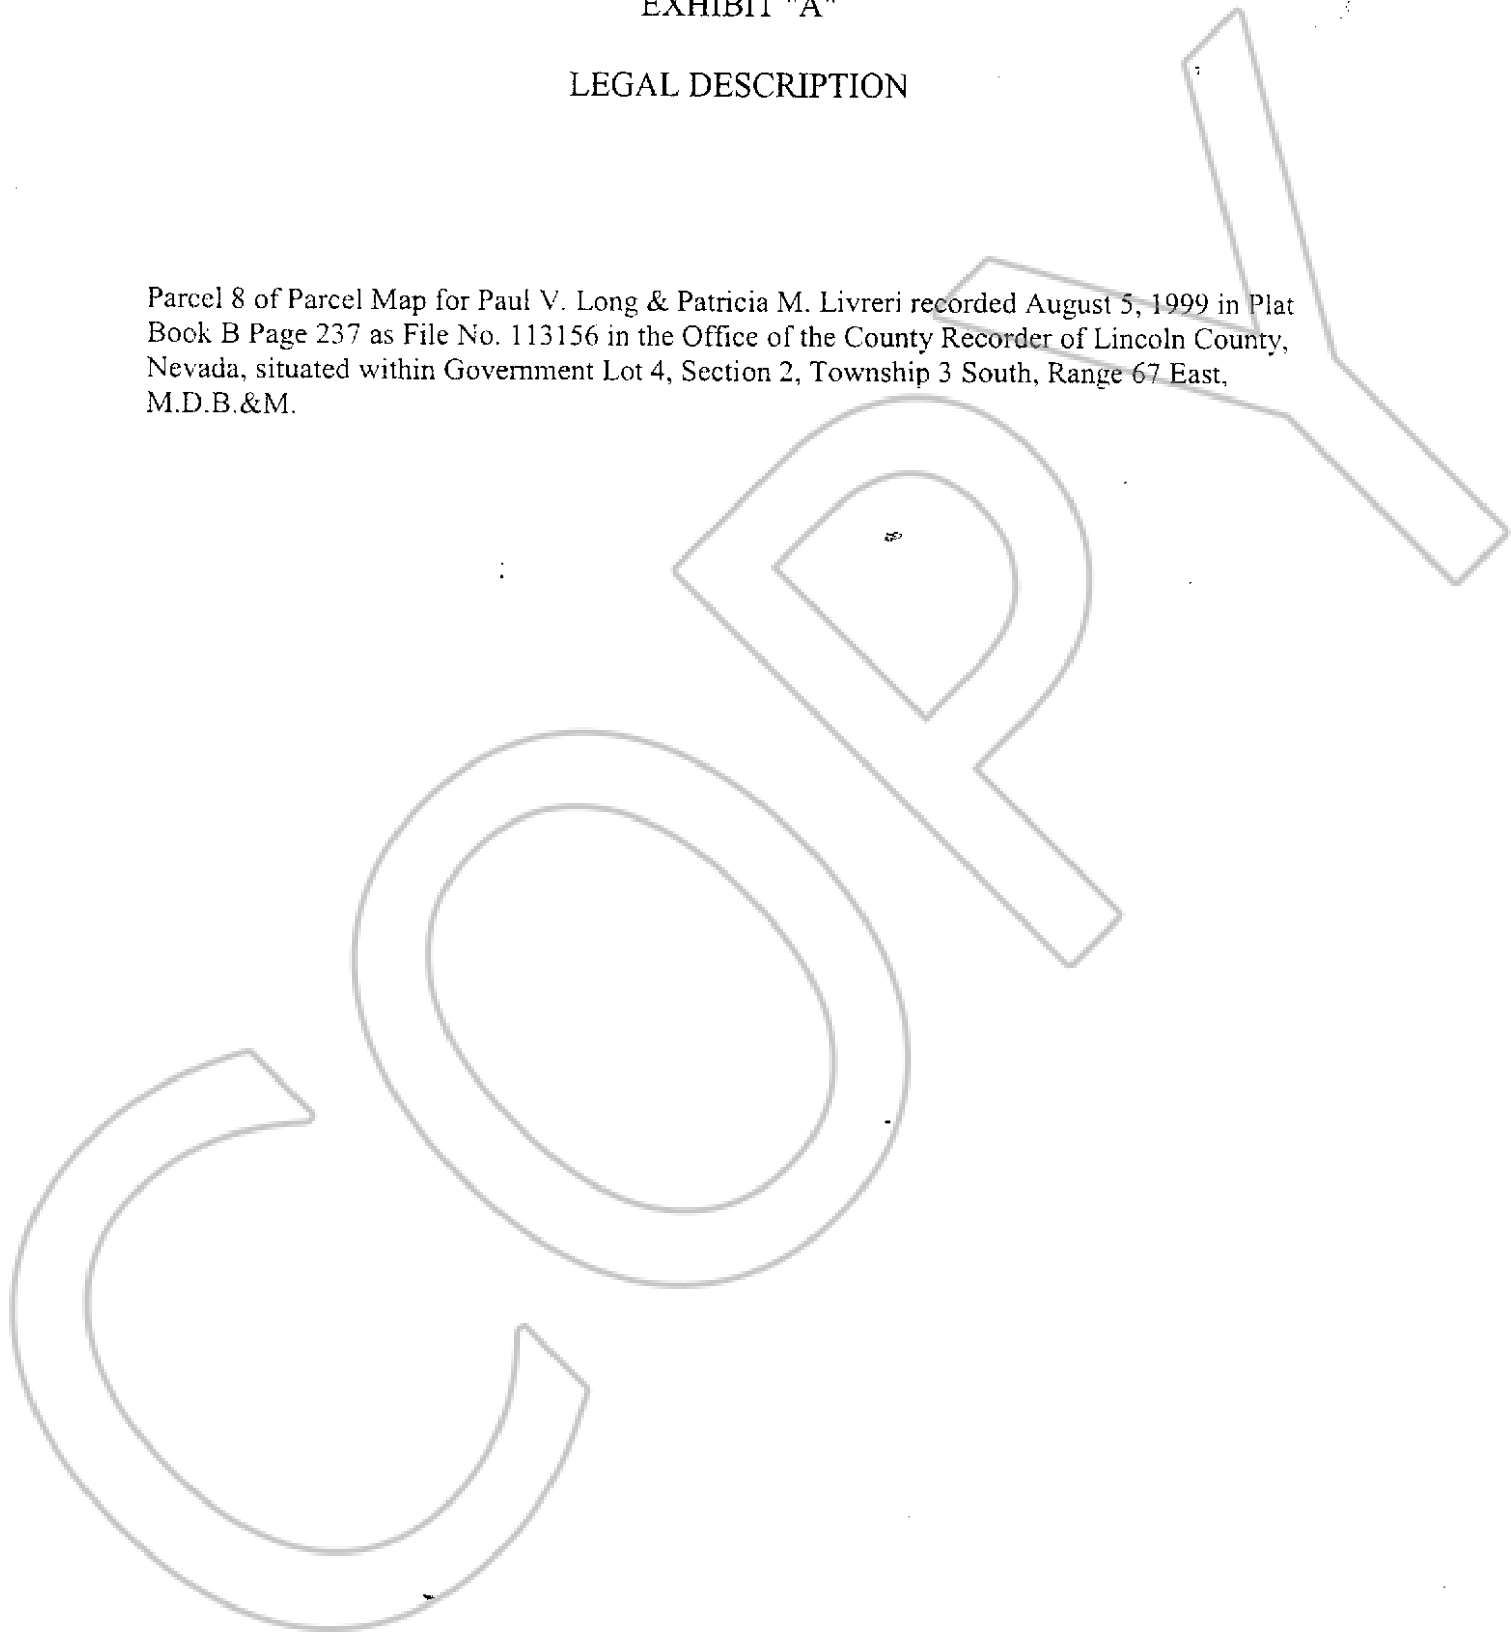 EXHIBIT "A"
LEGAL DESCRIPTION
Parcel 8 of Parcel Map for Paul V. Long & Patricia M. Livreri recorded August 5, 1999 in Plat
Book B Page 237 as File No. 113156 in the Office of the County Recorder of Lincoln County,
Nevada, situated within Government Lot 4, Section 2, Township 3 South, Range 67 East,
M.D.B.&M.
COPY